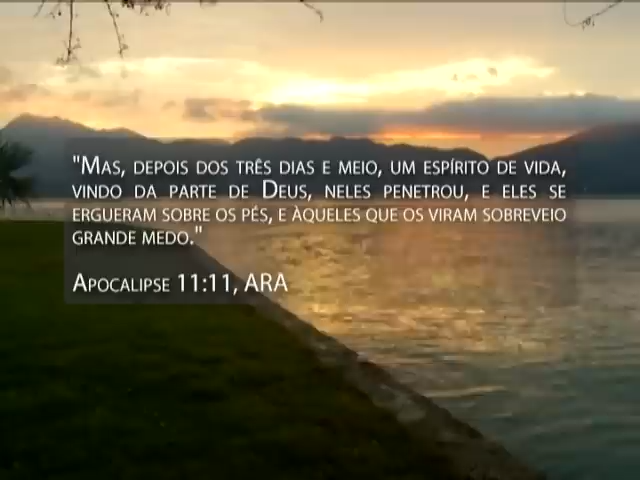 "Mas, depois dos três dias e meio, um espírito de vida,
vindo da parte de Deus, neles penetrou, e eles se
ergueram sobre os pés, e àqueles que os viram sobreveio
grande medo."
Apocalipse 11:11, ARA